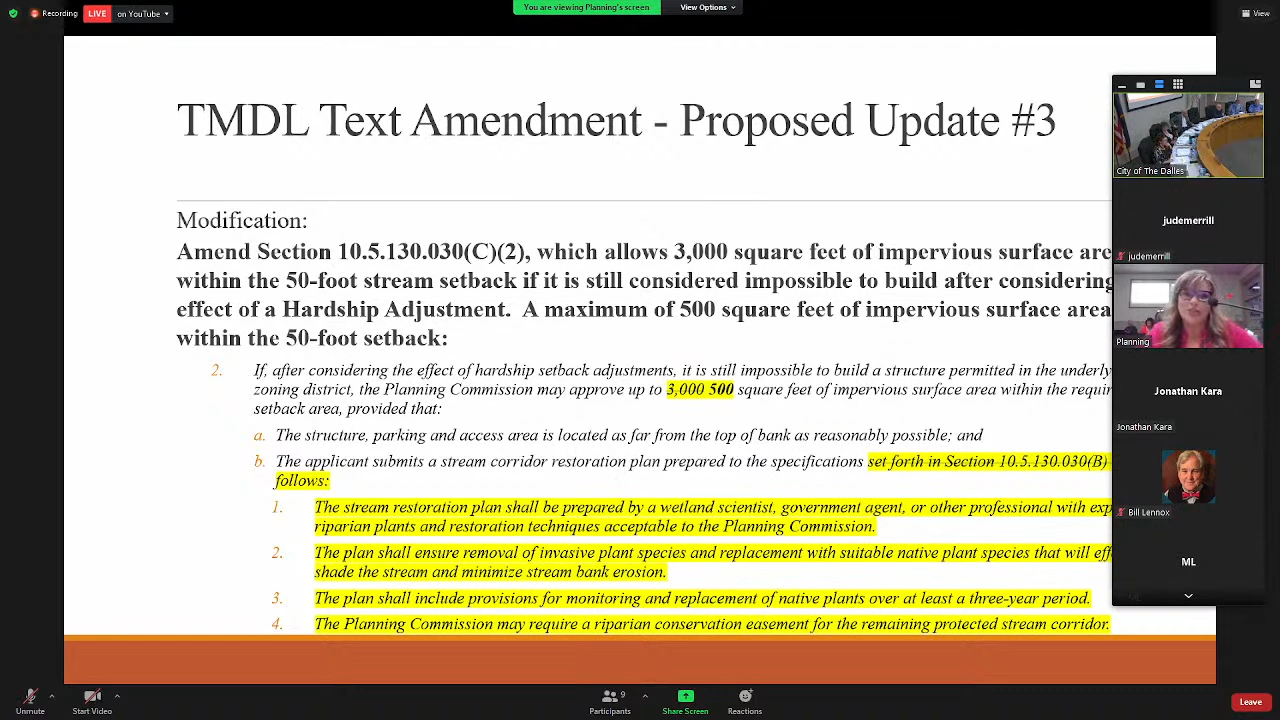 Recording
LIVE on YouTube
You are viewing Planning's screen
View Options
View
TMDL Text Amendment - Proposed Update #3
Modification:
Amend Section 10.5.130.030(C)(2), which allows 3,000 square feet of impervious surface are
within the 50-foot stream setback if it is still considered impossible to build after considering
effect of a Hardship Adjustment. A maximum of 500 square feet of impervious surface area
within the 50-foot setback:
2. If, after considering the effect of hardship setback adjustments, it is still impossible to build a structure permitted in the underly
zoning district, the Planning Commission may approve up to 3,000 500 square feet of impervious surface area within the requir
setback area, provided that:
a. The structure, parking and access area is located as far from the top of bank as reasonably possible; and
b. The applicant submits a stream corridor restoration plan prepared to the specifications set forth in Section 10.5.130.030(B)
follows:
1. The stream restoration plan shall be prepared by a wetland scientist, government agent, or other professional with exp
riparian plants and restoration techniques acceptable to the Planning Commission.
2. The plan shall ensure removal of invasive plant species and replacement with suitable native plant species that will eff
shade the stream and minimize stream bank erosion.
3. The plan shall include provisions for monitoring and replacement of native plants over at least a three-year period.
4. The Planning Commission may require a riparian conservation easement for the remaining protected stream corridor.
City of The Dalles
judemerrill
judemerrill
Planning
Jonathan Kara
Jonathan Kara
Bill Lennox
ML
Unmute
Start Video
9
Participants
Share Screen
Reactions
Leave